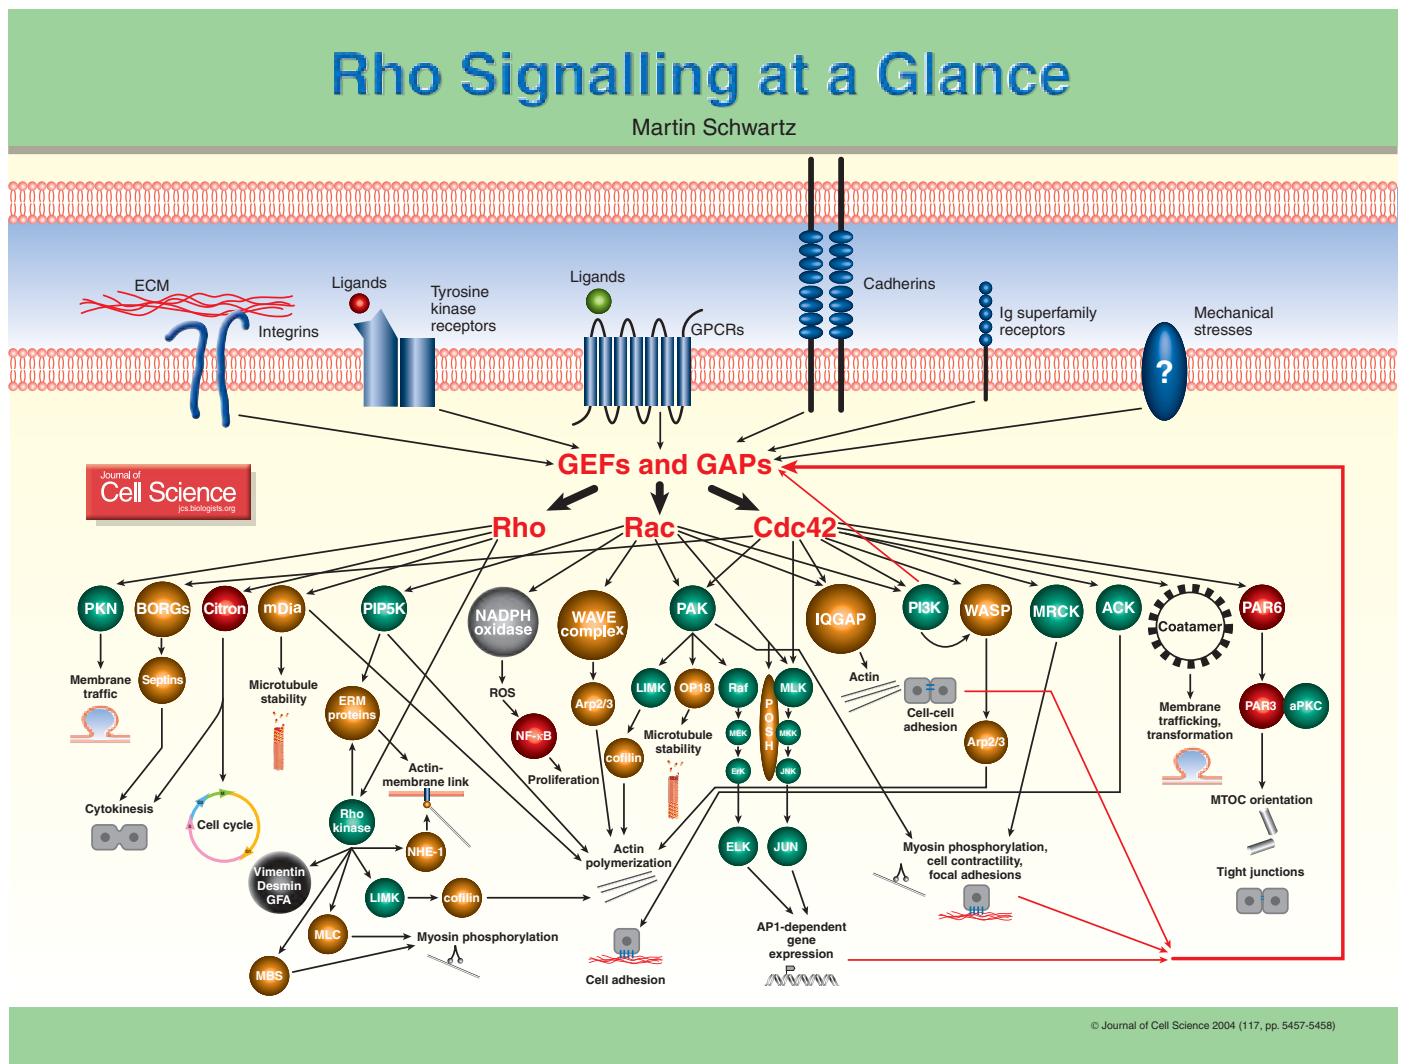 Rho Signalling at a Glance
Martin Schwartz
ECM
Integrins
Ligands
Tyrosine
kinase
receptors
Ligands
GPCRs
Cadherins
Ig superfamily
receptors
Mechanical
stresses
?
Journal of
Cell Science
jcs.biologists.org
GEFs and GAPs
Rho
Rac
Cdc42
PKN
BORGs
Citron
mDia
PIP5K
NADPH
oxidase
WAVE
complex
PAK
IQGAP
PI3K
WASP
MRCK
ACK
Coatamer
PAR6
Membrane
traffic
Septins
Microtubule
stability
ERM
proteins
ROS
NF-κB
Proliferation
Arp2/3
LIMK
OP18
Raf
POSH
MLK
cofilin
Microtubule
stability
MEK
MKK
ErK
JNK
Actin
Cell-cell
adhesion
Arp2/3
Membrane
trafficking,
transformation
PAR3
aPKC
MTOC orientation
Tight junctions
Cytokinesis
Cell cycle
Actin-
membrane link
Rho
kinase
NHE-1
Vimentin
Desmin
GFA
LIMK
cofilin
MLC
MBS
Myosin phosphorylation
Actin
polymerization
Cell adhesion
ELK
JUN
AP1-dependent
gene
expression
Myosin phosphorylation,
cell contractility,
focal adhesions
© Journal of Cell Science 2004 (117, pp. 5457-5458)